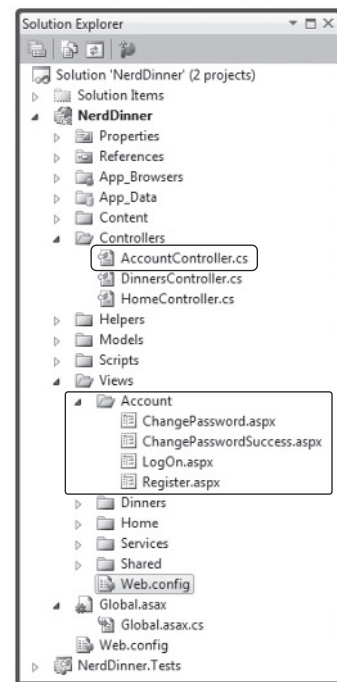 Solution Explorer
Solution 'NerdDinner' (2 projects)
Solution Items
NerdDinner
Properties
References
App_Browsers
App_Data
Content
Controllers
AccountController.cs
DinnersController.cs
HomeController.cs
Helpers
Models
Scripts
Views
Account
ChangePassword.aspx
ChangePasswordSuccess.aspx
LogOn.aspx
Register.aspx
Dinners
Home
Services
Shared
Web.config
Global.asax
Global.asax.cs
Web.config
NerdDinner.Tests